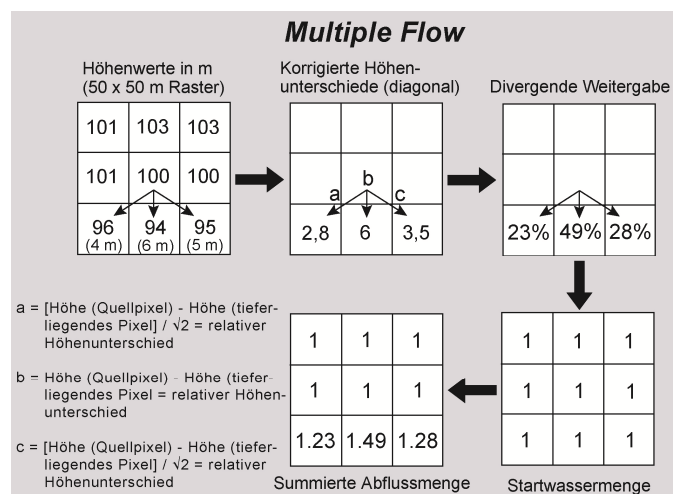 Multiple Flow
Höhenwerte in m
(50 x 50 m Raster)
101 103 103
101 100 100
96 94 95
(4 m) (6 m) (5 m)
Korrigierte Höhen-
unterschiede (diagonal)
a b c
2,8 6 3,5
Divergende Weitergabe
23% 49% 28%
a = [Höhe (Quellpixel) - Höhe (tiefer-
liegendes Pixel] / √2 = relativer
Höhenunterschied
b = Höhe (Quellpixel) - Höhe (tiefer-
liegendes Pixel = relativer Höhen-
unterschied
c = [Höhe (Quellpixel) - Höhe (tiefer-
liegendes Pixel] / √2 = relativer
Höhenunterschied
1 1 1
1 1 1
1.23 1.49 1.28
Summierte Abflussmenge
1 1 1
1 1 1
1 1 1
Startwassermenge